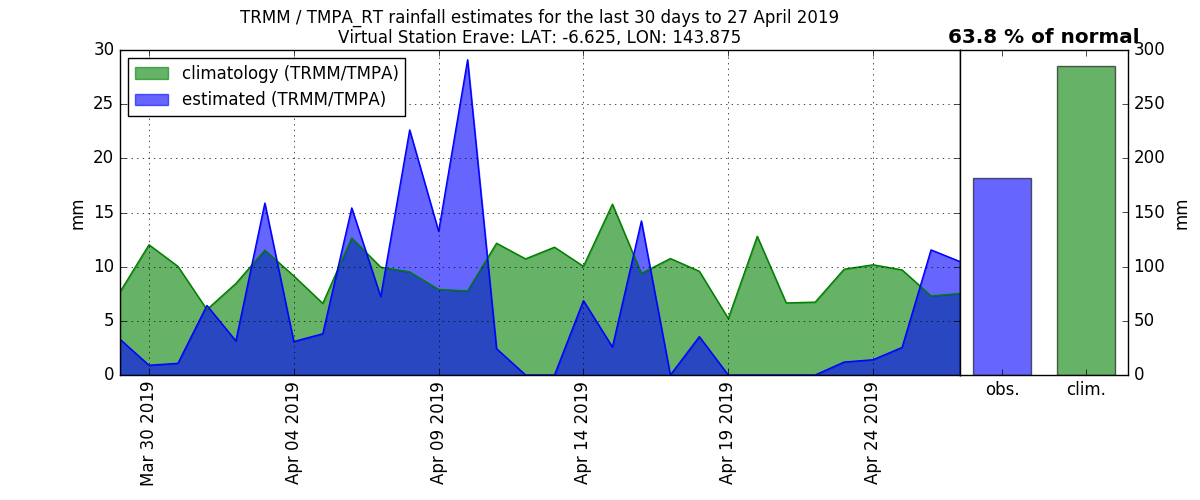 TRMM / TMPA_RT rainfall estimates for the last 30 days to 27 April 2019
Virtual Station Erave: LAT: -6.625, LON: 143.875
63.8 % of normal
climatology (TRMM/TMPA)
estimated (TRMM/TMPA)
mm
30
25
20
15
10
5
0
Mar 30 2019
Apr 04 2019
Apr 09 2019
Apr 14 2019
Apr 19 2019
Apr 24 2019
obs.
clim.
300
250
200
150
100
50
0
mm